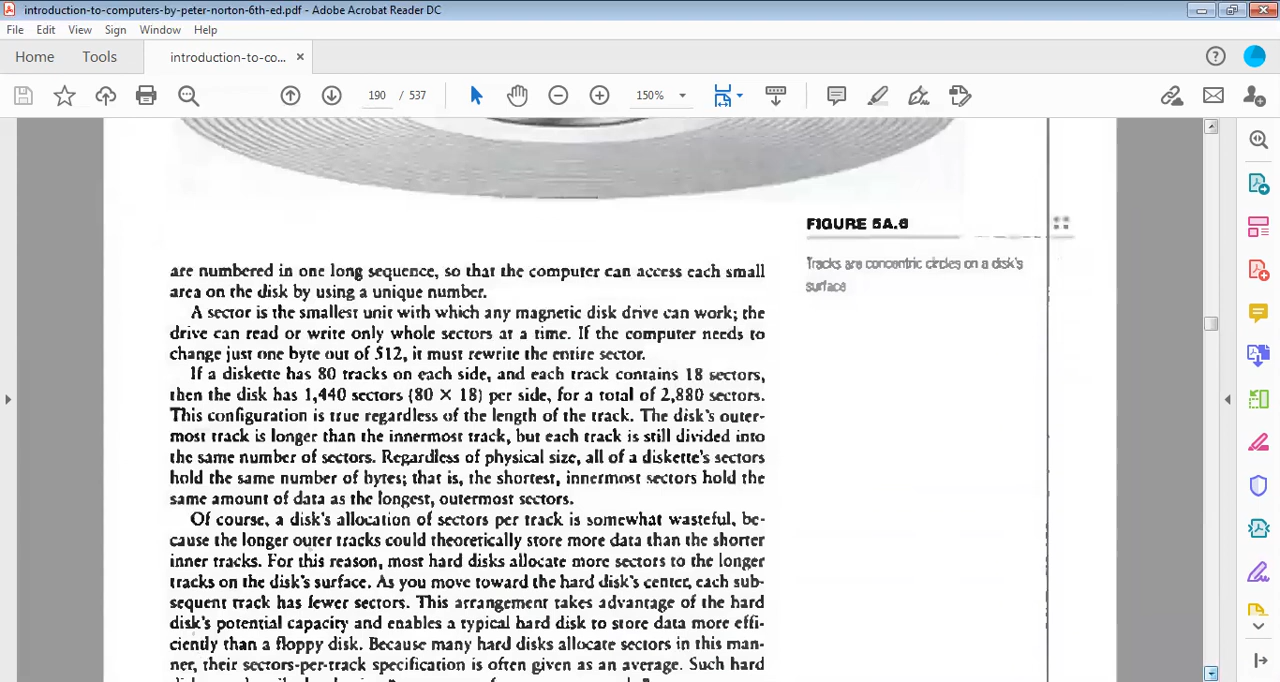 introduction-to-computers-by-peter-norton-6th-ed.pdf - Adobe Acrobat Reader DC
File Edit View Sign Window Help
Home Tools introduction-to-co... ×
190 / 537 150%
FIGURE 5A.6
Tracks are concentric circles on a disk's
surface
are numbered in one long sequence, so that the computer can access each small
area on the disk by using a unique number.
A sector is the smallest unit with which any magnetic disk drive can work; the
drive can read or write only whole sectors at a time. If the computer needs to
change just one byte out of 512, it must rewrite the entire sector.
If a diskette has 80 tracks on each side, and each track contains 18 sectors,
then the disk has 1,440 sectors (80 × 18) per side, for a total of 2,880 sectors.
This configuration is true regardless of the length of the track. The disk's outer-
most track is longer than the innermost track, but each track is still divided into
the same number of sectors. Regardless of physical size, all of a diskette's sectors
hold the same number of bytes; that is, the shortest, innermost sectors hold the
same amount of data as the longest, outermost sectors.
Of course, a disk's allocation of sectors per track is somewhat wasteful, be-
cause the longer outer tracks could theoretically store more data than the shorter
inner tracks. For this reason, most hard disks allocate more sectors to the longer
tracks on the disk's surface. As you move toward the hard disk's center, each sub-
sequent track has fewer sectors. This arrangement takes advantage of the hard
disk's potential capacity and enables a typical hard disk to store data more effi-
ciently than a floppy disk. Because many hard disks allocate sectors in this man-
ner, their sectors-per-track specification is often given as an average. Such hard